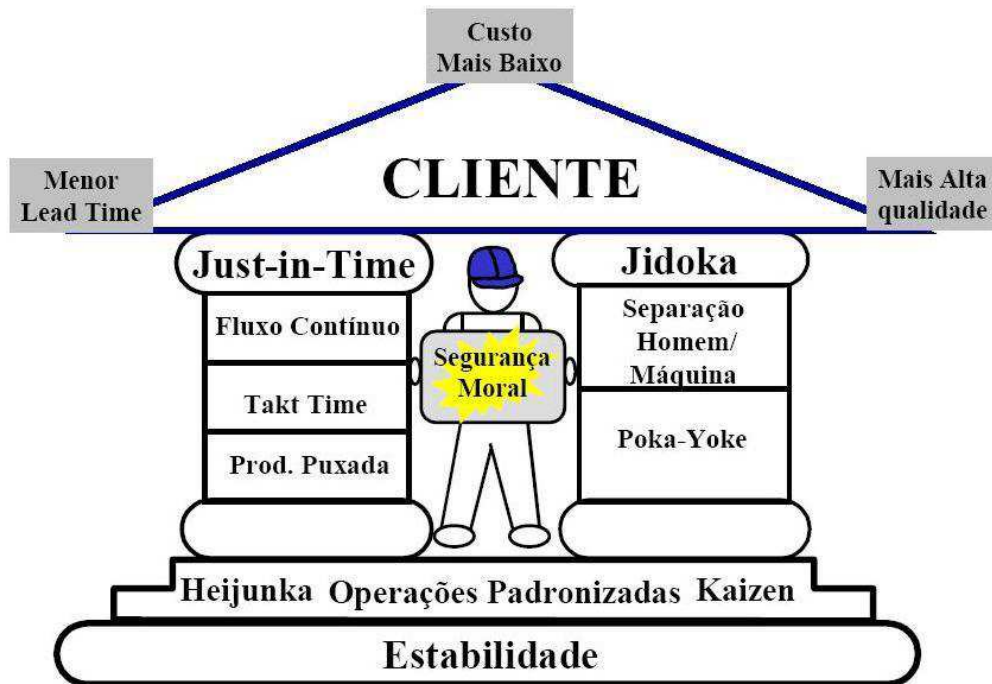 Custo
Mais Baixo
CLIENTE
Menor
Lead Time
Mais Alta
qualidade
Just-in-Time
Fluxo Contínuo
Takt Time
Prod. Puxada
Segurança
Moral
Jidoka
Separação
Homem/
Máquina
Poka-Yoke
Heijunka Operações Padronizadas Kaizen
Estabilidade